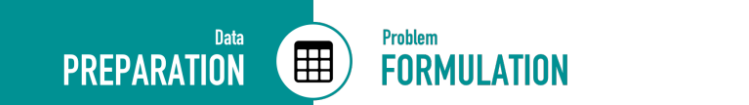 Data
PREPARATION
Problem
FORMULATION